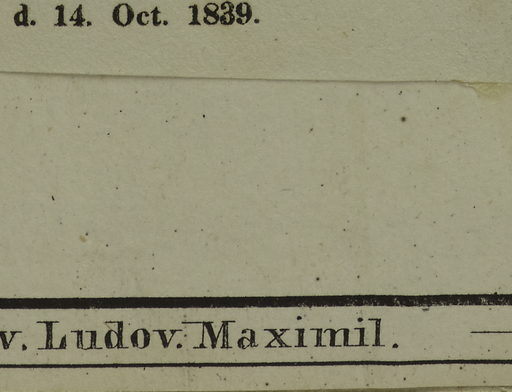 d. 14. Oct. 1839.
v. Ludov. Maximil.